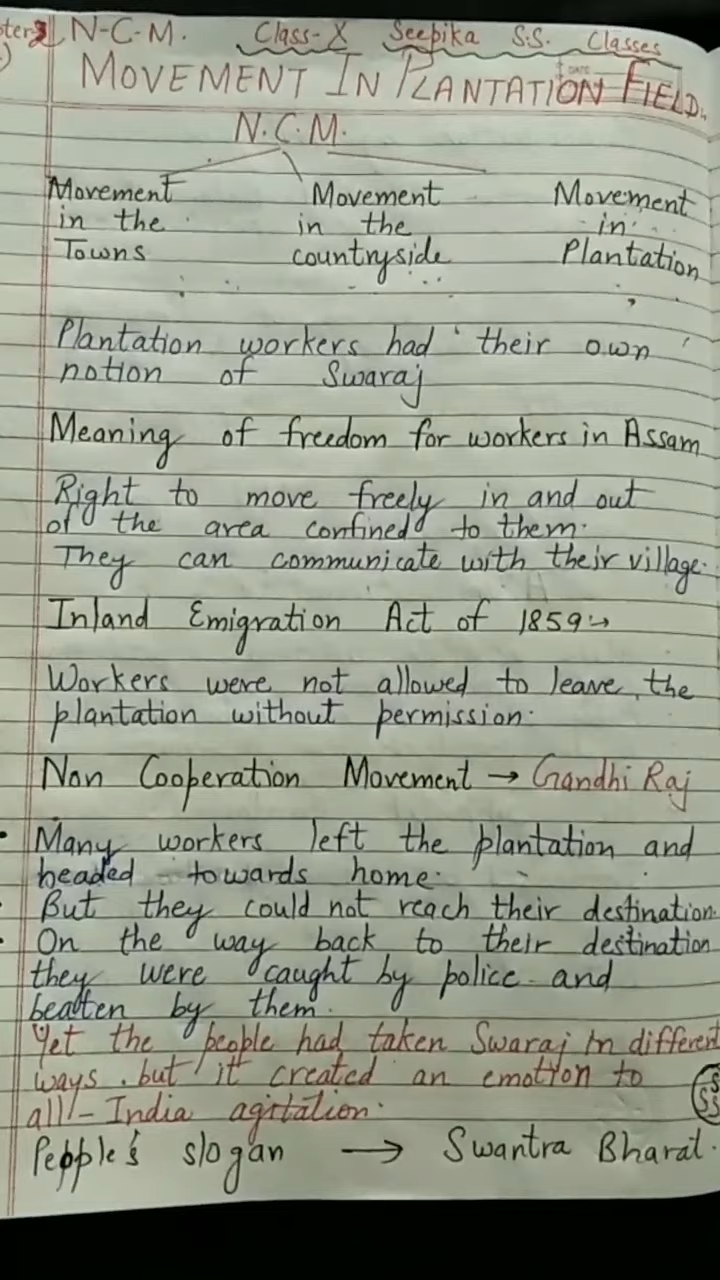 N-C-M. Class-X Seepika S.S. Classes
MOVEMENT IN PLANTATION FIELD.
N.C.M.
Movement Movement Movement
in the in the in
Towns countryside Plantation
Plantation workers had their own
notion of Swaraj
Meaning of freedom for workers in Assam
Right to move freely in and out
of the area confined to them.
They can communicate with their village.
Inland Emigration Act of 1859→
Workers were not allowed to leave the
plantation without permission.
Non Cooperation Movement → Gandhi Raj
• Many workers left the plantation and
headed towards home.
• But they could not reach their destination.
• On the way back to their destination
they were caught by police and
beaten by them.
Yet the people had taken Swaraj in different
ways. but it created an emotion to
all-India agitation.
People's slogan → Swantra Bharat.